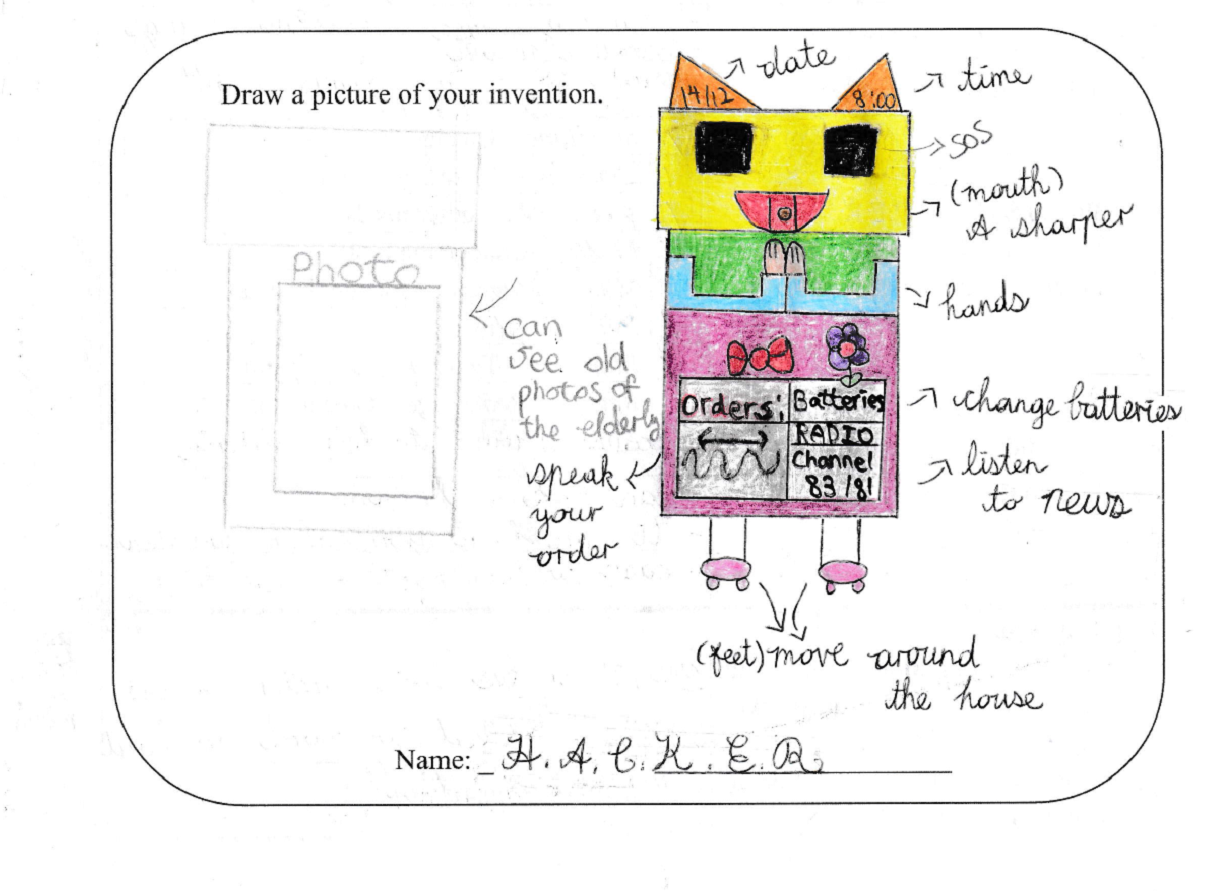 Draw a picture of your invention.
date
time
14/12
8:00
SOS
(mouth)
A sharper
Photo
can
see old
photos of
the elderly
hands
Orders;
Batteries
change batteries
RADIO
Channel
83/81
listen
to news
speak
your
order
(feet) move around
the house
Name: H.A.C.K.E.R.